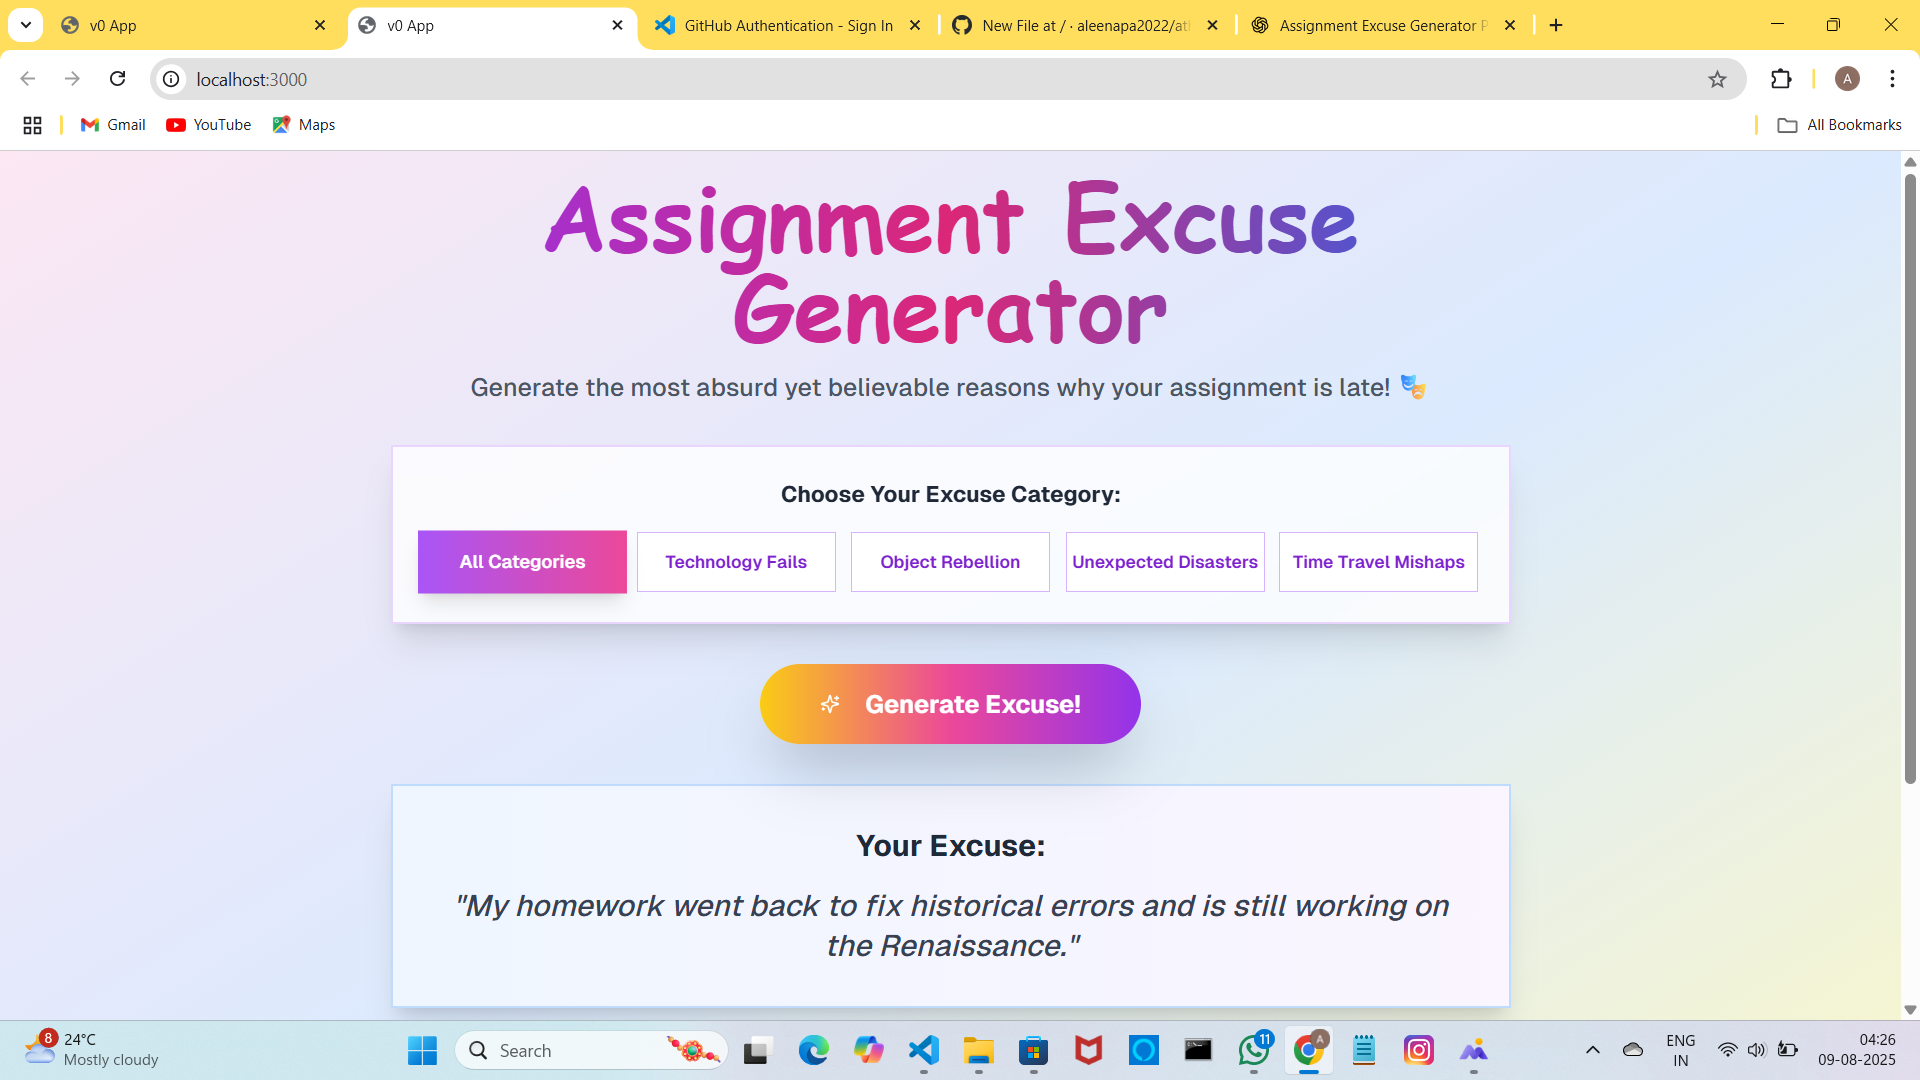 v0 App
v0 App
GitHub Authentication - Sign In
New File at / · aleenapa2022/at
Assignment Excuse Generator P
localhost:3000
A
Gmail
YouTube
Maps
All Bookmarks
Assignment Excuse
Generator
Generate the most absurd yet believable reasons why your assignment is late!
Choose Your Excuse Category:
All Categories
Technology Fails
Object Rebellion
Unexpected Disasters
Time Travel Mishaps
Generate Excuse!
Your Excuse:
"My homework went back to fix historical errors and is still working on
the Renaissance."
8
24°C
Mostly cloudy
Search
11
A
ENG
IN
04:26
09-08-2025